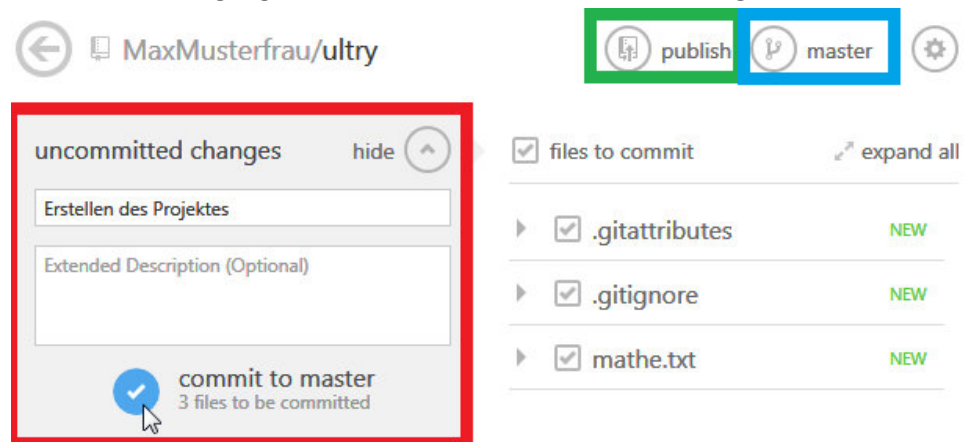 MaxMusterfrau/ultry
publish
master
uncommitted changes
hide
Erstellen des Projektes
Extended Description (Optional)
commit to master
3 files to be committed
files to commit
expand all
.gitattributes
NEW
.gitignore
NEW
mathe.txt
NEW